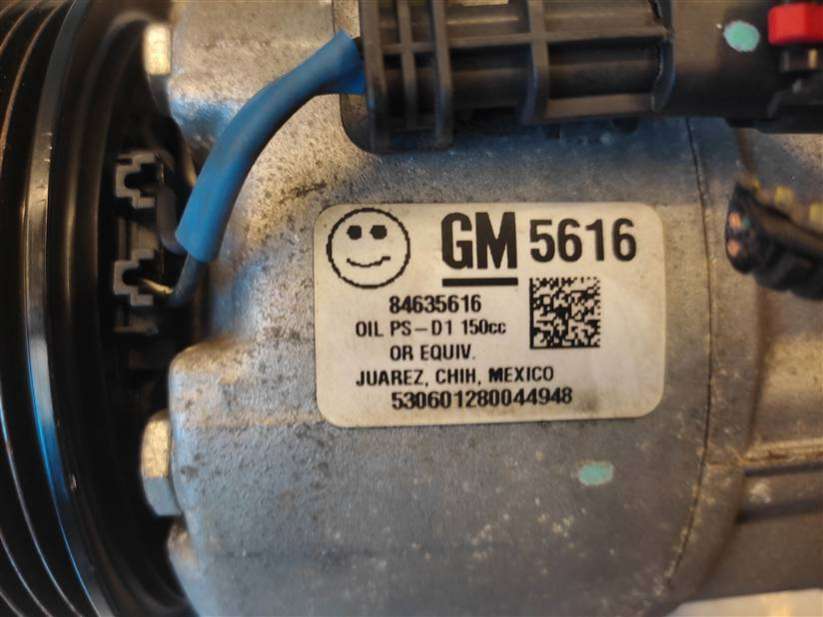 GM 5616
84635616
OIL PS-D1 150cc
OR EQUIV.
JUAREZ, CHIH, MEXICO
530601280044948